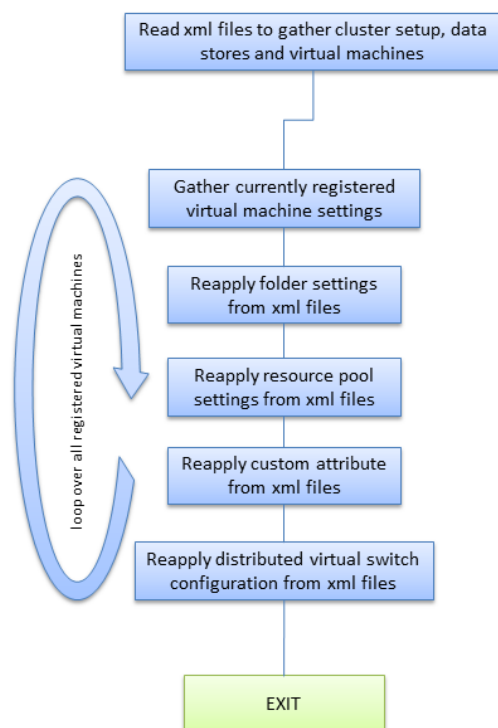 Read xml files to gather cluster setup, data
stores and virtual machines
Gather currently registered
virtual machine settings
Reapply folder settings
from xml files
Reapply resource pool
settings from xml files
Reapply custom attribute
from xml files
Reapply distributed virtual switch
configuration from xml files
loop over all registered virtual machines
EXIT